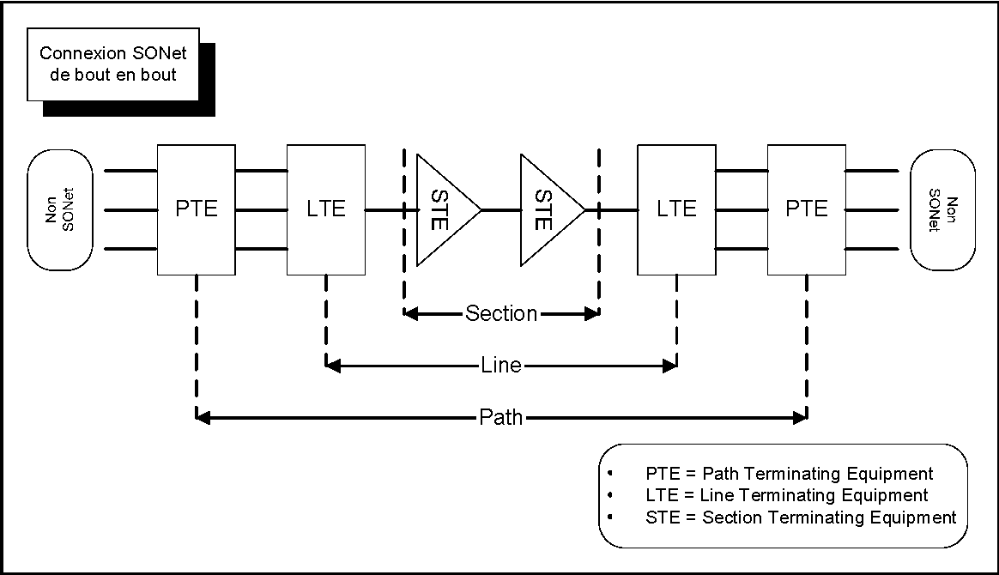 Connexion SONet
de bout en bout
Non
SONet
PTE
LTE
STE
STE
LTE
PTE
Non
SONet
Section
Line
Path
• PTE = Path Terminating Equipment
• LTE = Line Terminating Equipment
• STE = Section Terminating Equipment